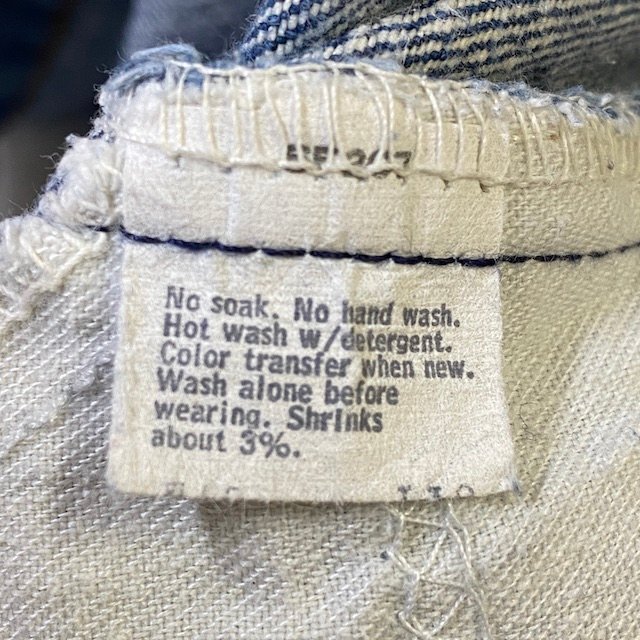 No soak. No hand wash.
Hot wash w/detergent.
Color transfer when new.
Wash alone before
wearing. Shrinks
about 3%.